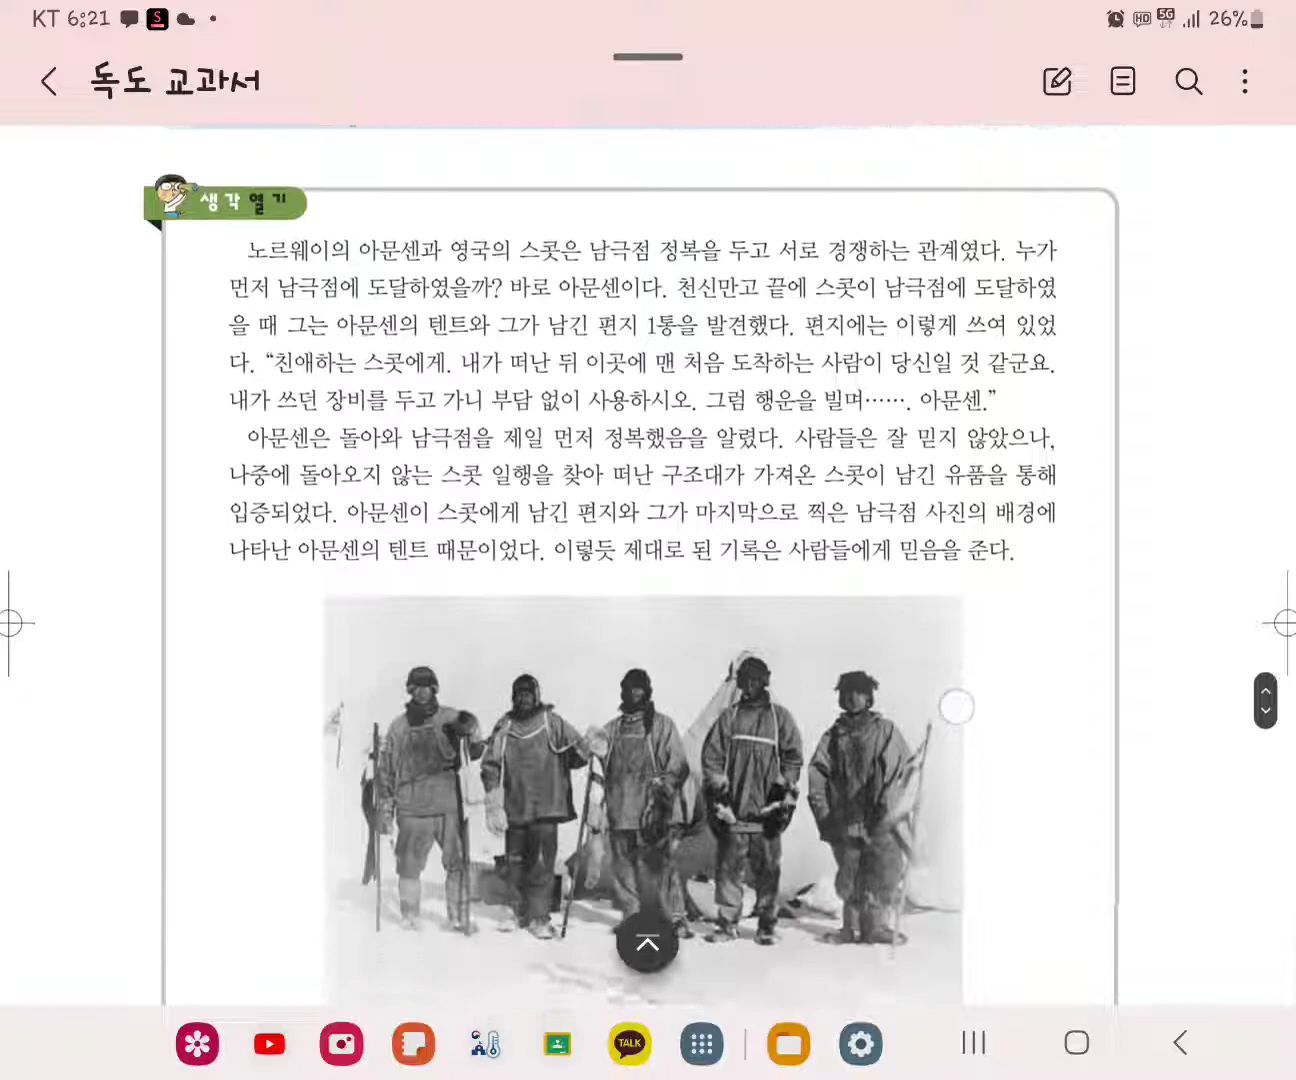 KT 6:21
HD 5G 26%
독도 교과서
생각 열기
노르웨이의 아문센과 영국의 스콧은 남극점 정복을 두고 서로 경쟁하는 관계였다. 누가
먼저 남극점에 도달하였을까? 바로 아문센이다. 천신만고 끝에 스콧이 남극점에 도달하였
을 때 그는 아문센의 텐트와 그가 남긴 편지 1통을 발견했다. 편지에는 이렇게 쓰여 있었
다. “친애하는 스콧에게. 내가 떠난 뒤 이곳에 맨 처음 도착하는 사람이 당신일 것 같군요.
내가 쓰던 장비를 두고 가니 부담 없이 사용하시오. 그럼 행운을 빌며……. 아문센.”
아문센은 돌아와 남극점을 제일 먼저 정복했음을 알렸다. 사람들은 잘 믿지 않았으나,
나중에 돌아오지 않는 스콧 일행을 찾아 떠난 구조대가 가져온 스콧이 남긴 유품을 통해
입증되었다. 아문센이 스콧에게 남긴 편지와 그가 마지막으로 찍은 남극점 사진의 배경에
나타난 아문센의 텐트 때문이었다. 이렇듯 제대로 된 기록은 사람들에게 믿음을 준다.
TALK